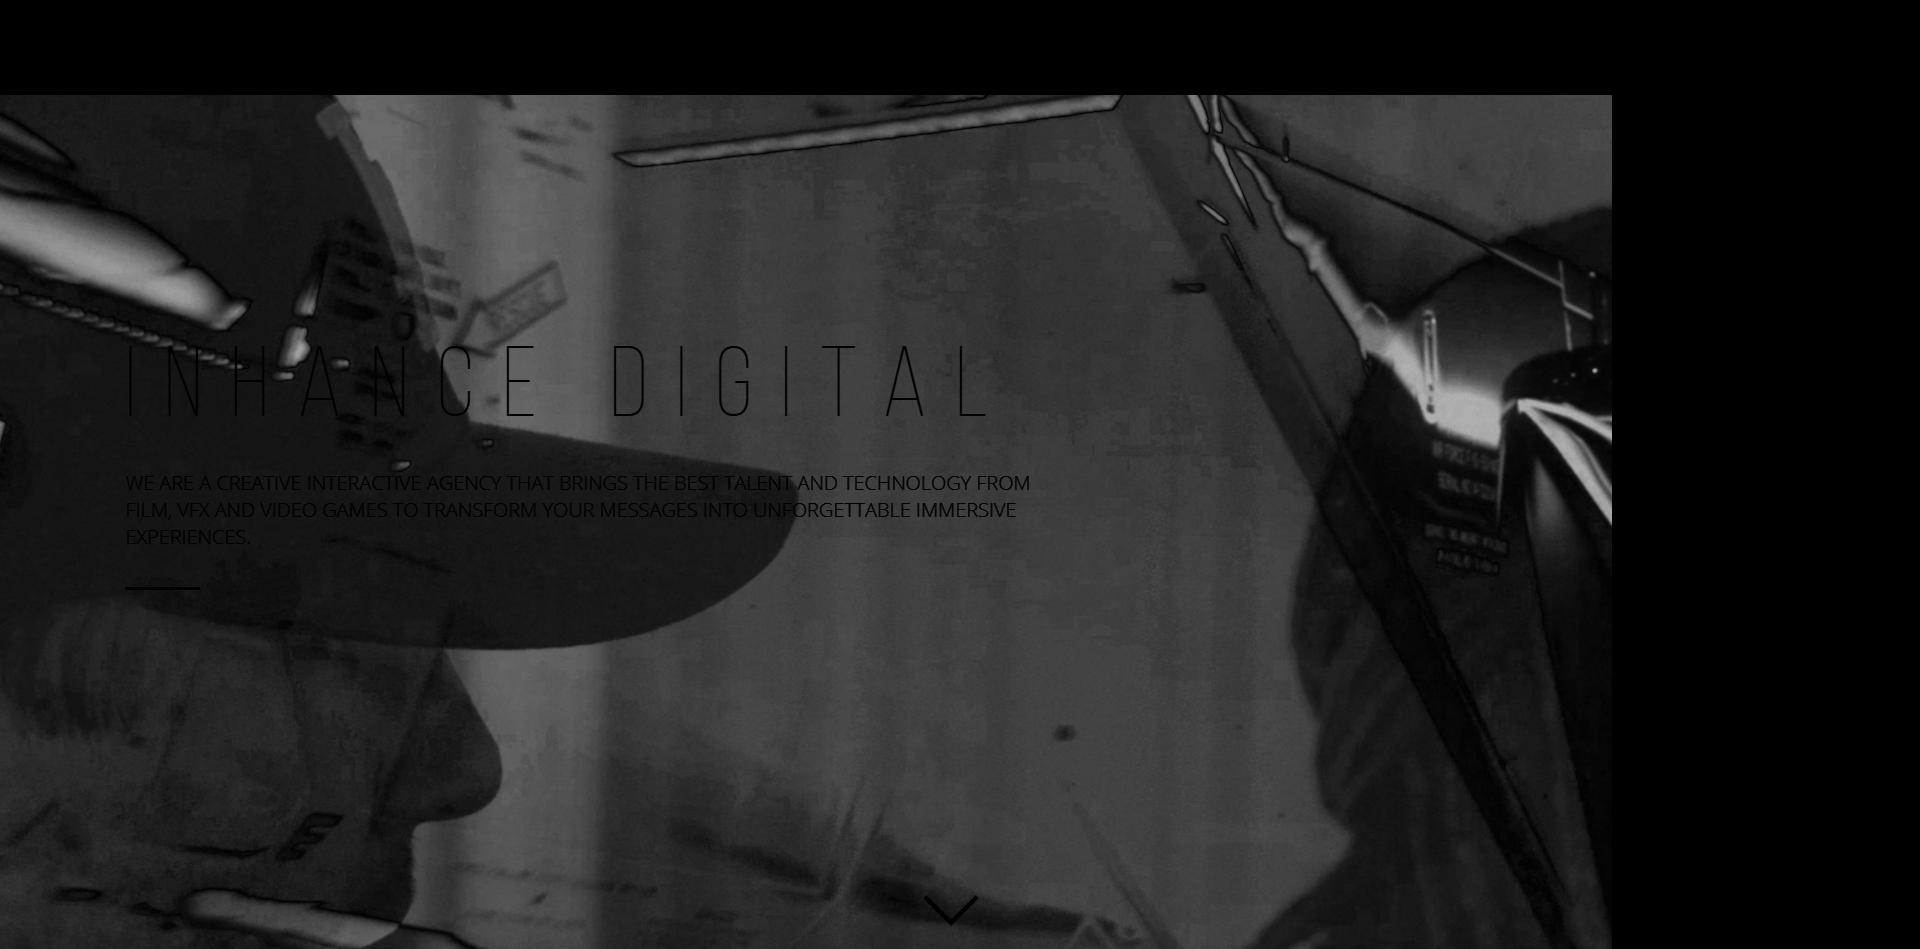 INHANCE DIGITAL
WE ARE A CREATIVE INTERACTIVE AGENCY THAT BRINGS THE BEST TALENT AND TECHNOLOGY FROM
FILM, VFX AND VIDEO GAMES TO TRANSFORM YOUR MESSAGES INTO UNFORGETTABLE IMMERSIVE
EXPERIENCES.